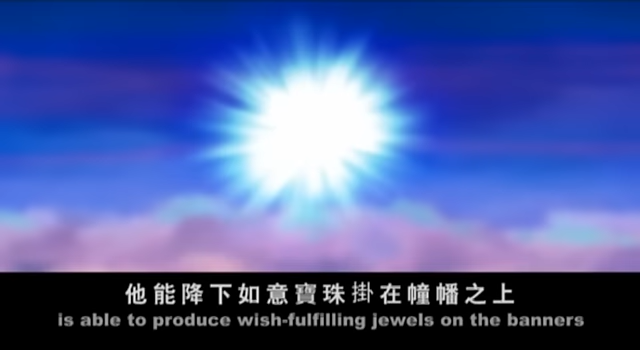 他能降下如意寶珠掛在幢幡之上
is able to produce wish-fulfilling jewels on the banners